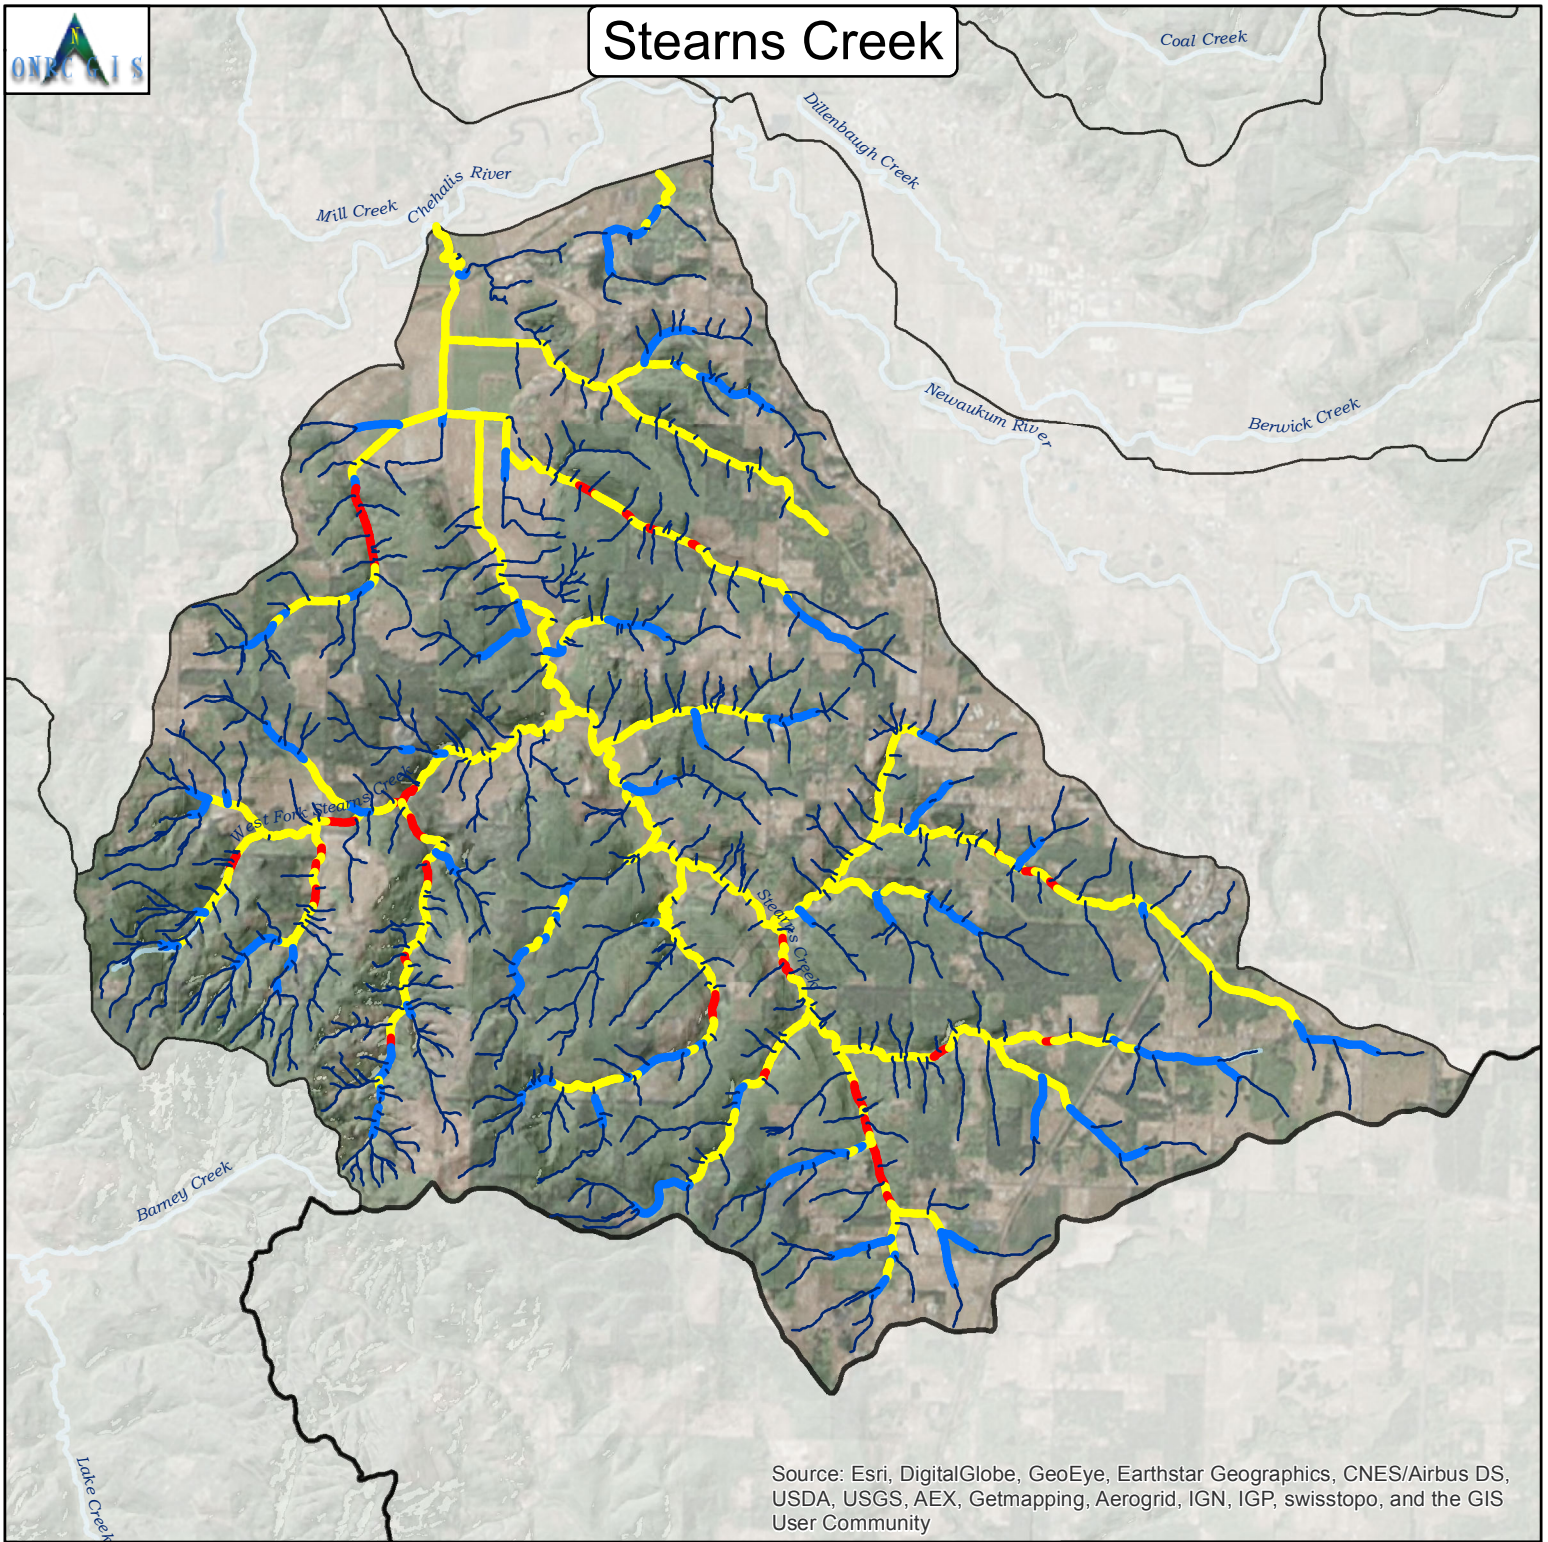 Stearns Creek
N
ONRC GIS
Coal Creek
Dillenbaugh Creek
Chehalis River
Mill Creek
Newaukum River
Berwick Creek
West Fork Stearns Creek
Stearns Creek
Barney Creek
Lake Creek
Source: Esri, DigitalGlobe, GeoEye, Earthstar Geographics, CNES/Airbus DS,
USDA, USGS, AEX, Getmapping, Aerogrid, IGN, IGP, swisstopo, and the GIS
User Community